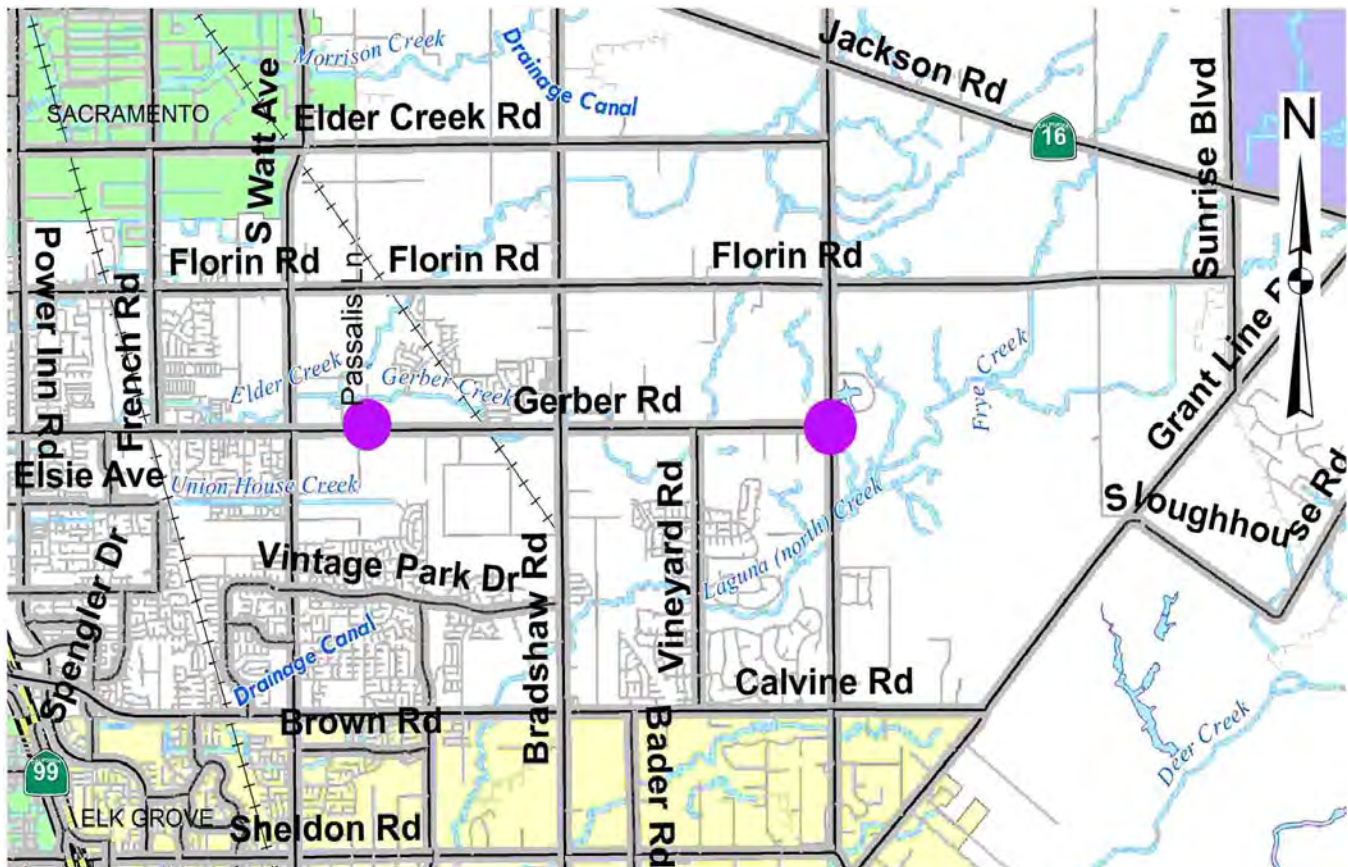 Morrison Creek
Drainage Canal
Jackson Rd
Sunrise Blvd
SACRAMENTO
S Watt Ave
Elder Creek Rd
16
N
Power Inn Rd
French Rd
Florin Rd
Passalis Ln
Florin Rd
Florin Rd
Grant Line
Elder Creek
Gerber Creek
Gerber Rd
Frye Creek
Elsie Ave
Union House Creek
Vineyard Rd
Sloughhouse Rd
Spengler Dr
Vintage Park Dr
Bradshaw Rd
Laguna (north) Creek
Drainage Canal
Calvine Rd
Brown Rd
Bader Rd
Deer Creek
99
ELK GROVE
Sheldon Rd